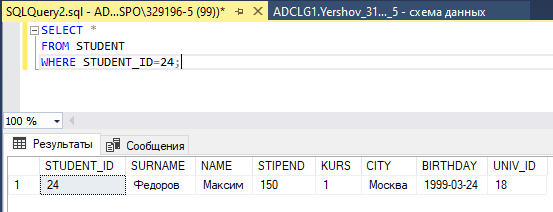 SQLQuery2.sql - AD...SPO\329196-5 (99))*
ADCLG1.Yershov_31..._5 - схема данных
SELECT *
FROM STUDENT
WHERE STUDENT_ID=24;
100 %
Результаты Сообщения
STUDENT_ID SURNAME NAME STIPEND KURS CITY BIRTHDAY UNIV_ID
1 24 Федоров Максим 150 1 Москва 1999-03-24 18